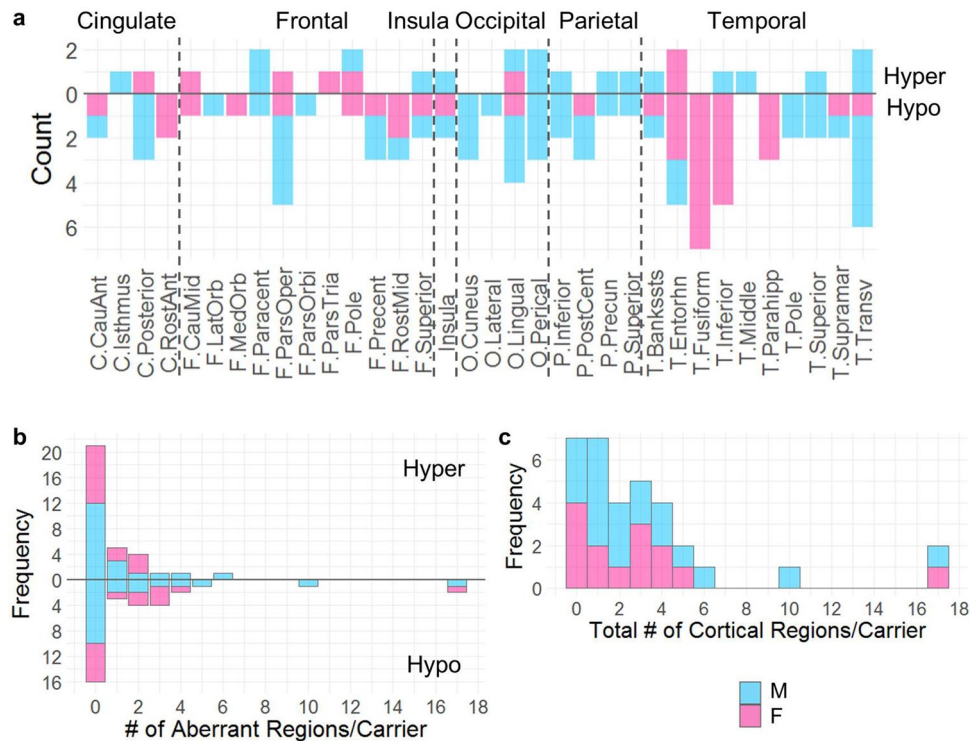 a
Cingulate Frontal Insula Occipital Parietal Temporal
2
0
2
4
6
Count
Hyper
Hypo
C.CauAnt
C.Isthmus
C.Posterior
C.RostAnt
F.CauMid
F.LatOrb
F.MedOrb
F.Paracent
F.ParsOper
F.ParsOrbi
F.ParsTria
F.Pole
F.Precent
F.RostMid
F.Superior
Insula
O.Cuneus
O.Lateral
O.Lingual
O.Perical
P.Inferior
P.PostCent
P.Precun
P.Superior
T.Bankssts
T.Entorhn
T.Fusiform
T.Inferior
T.Middle
T.Parahipp
T.Pole
T.Superior
T.Supramar
T.Transv
b
20
16
12
8
4
0
4
8
12
16
Frequency
Hyper
Hypo
0 2 4 6 8 10 12 14 16 18
# of Aberrant Regions/Carrier
c
6
4
2
0
Frequency
0 2 4 6 8 10 12 14 16 18
Total # of Cortical Regions/Carrier
M
F